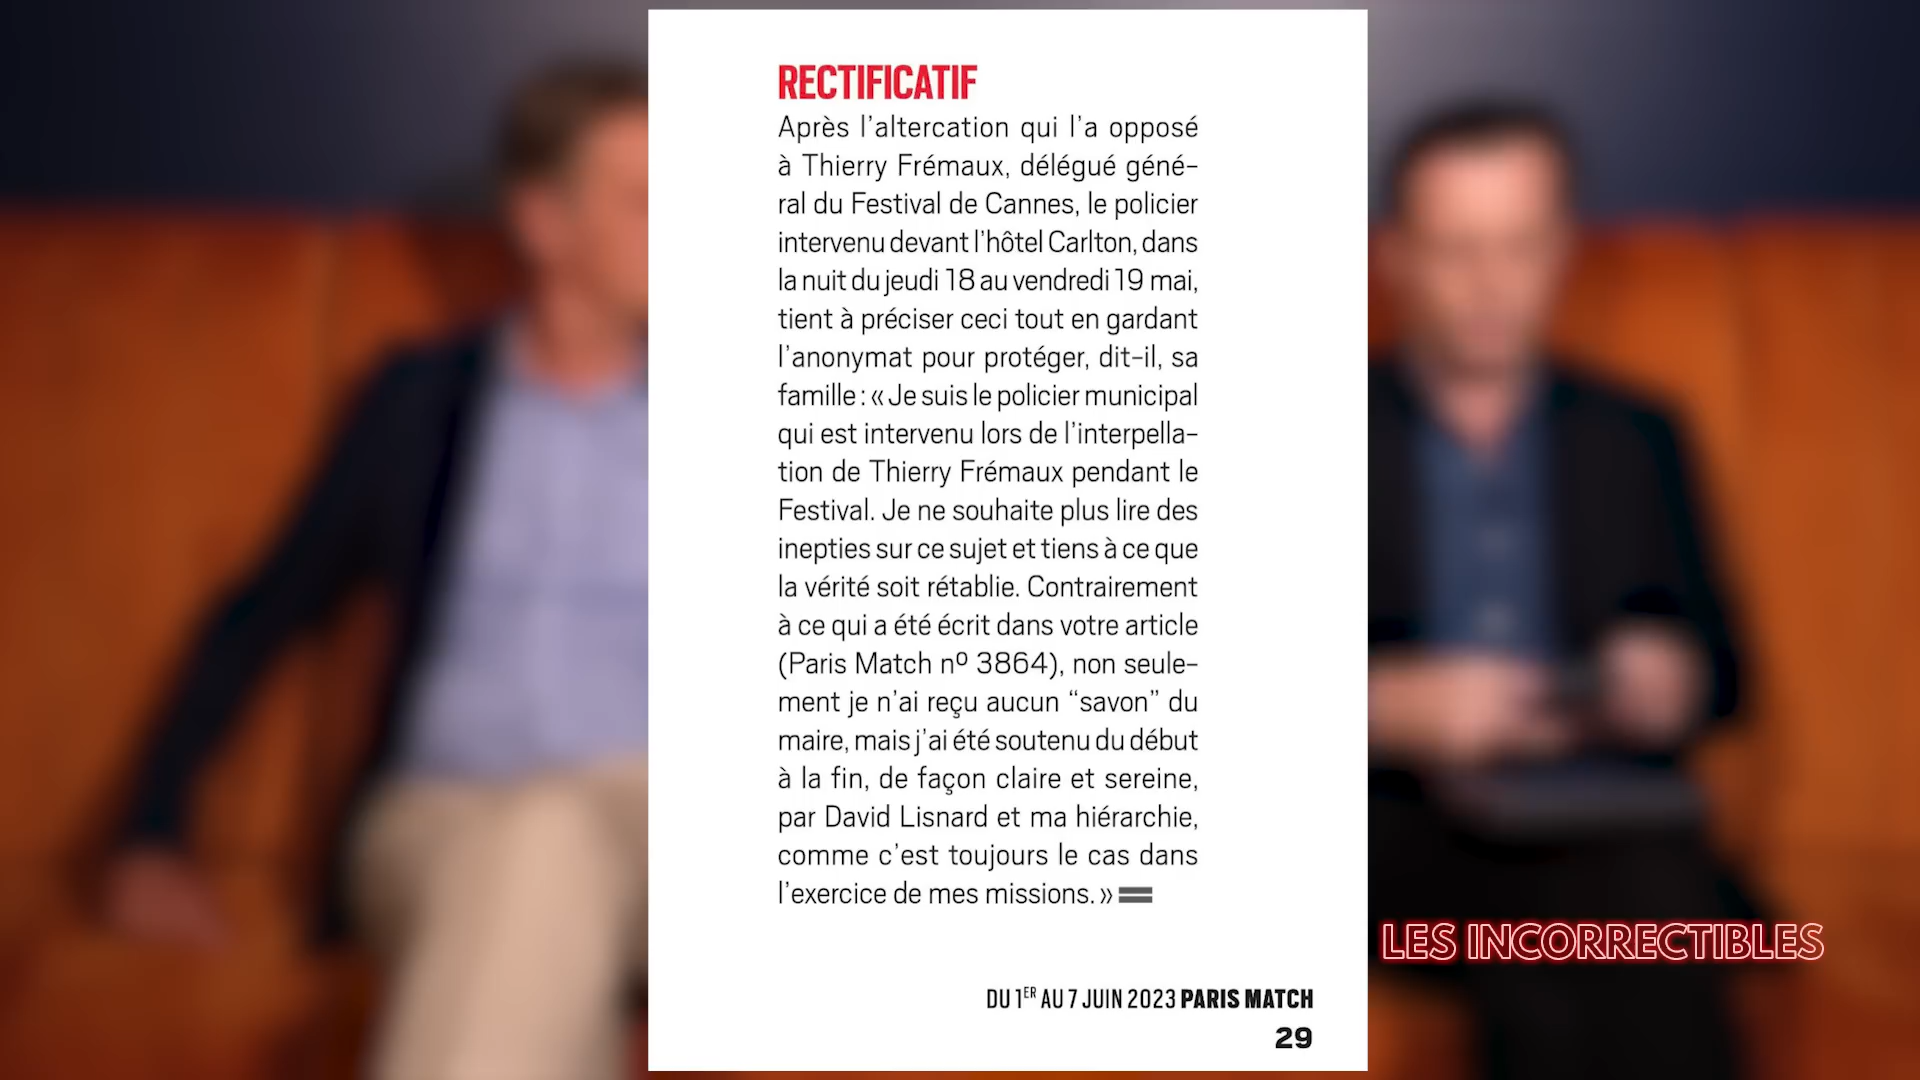 RECTIFICATIF
Après l'altercation qui l'a opposé
à Thierry Frémaux, délégué géné-
ral du Festival de Cannes, le policier
intervenu devant l'hôtel Carlton, dans
la nuit du jeudi 18 au vendredi 19 mai,
tient à préciser ceci tout en gardant
l'anonymat pour protéger, dit-il, sa
famille : « Je suis le policier municipal
qui est intervenu lors de l'interpella-
tion de Thierry Frémaux pendant le
Festival. Je ne souhaite plus lire des
inepties sur ce sujet et tiens à ce que
la vérité soit rétablie. Contrairement
à ce qui a été écrit dans votre article
(Paris Match nº 3864), non seule-
ment je n'ai reçu aucun “savon” du
maire, mais j'ai été soutenu du début
à la fin, de façon claire et sereine,
par David Lisnard et ma hiérarchie,
comme c'est toujours le cas dans
l'exercice de mes missions. »
LES INCORRECTIBLES
DU 1ER AU 7 JUIN 2023 PARIS MATCH
29